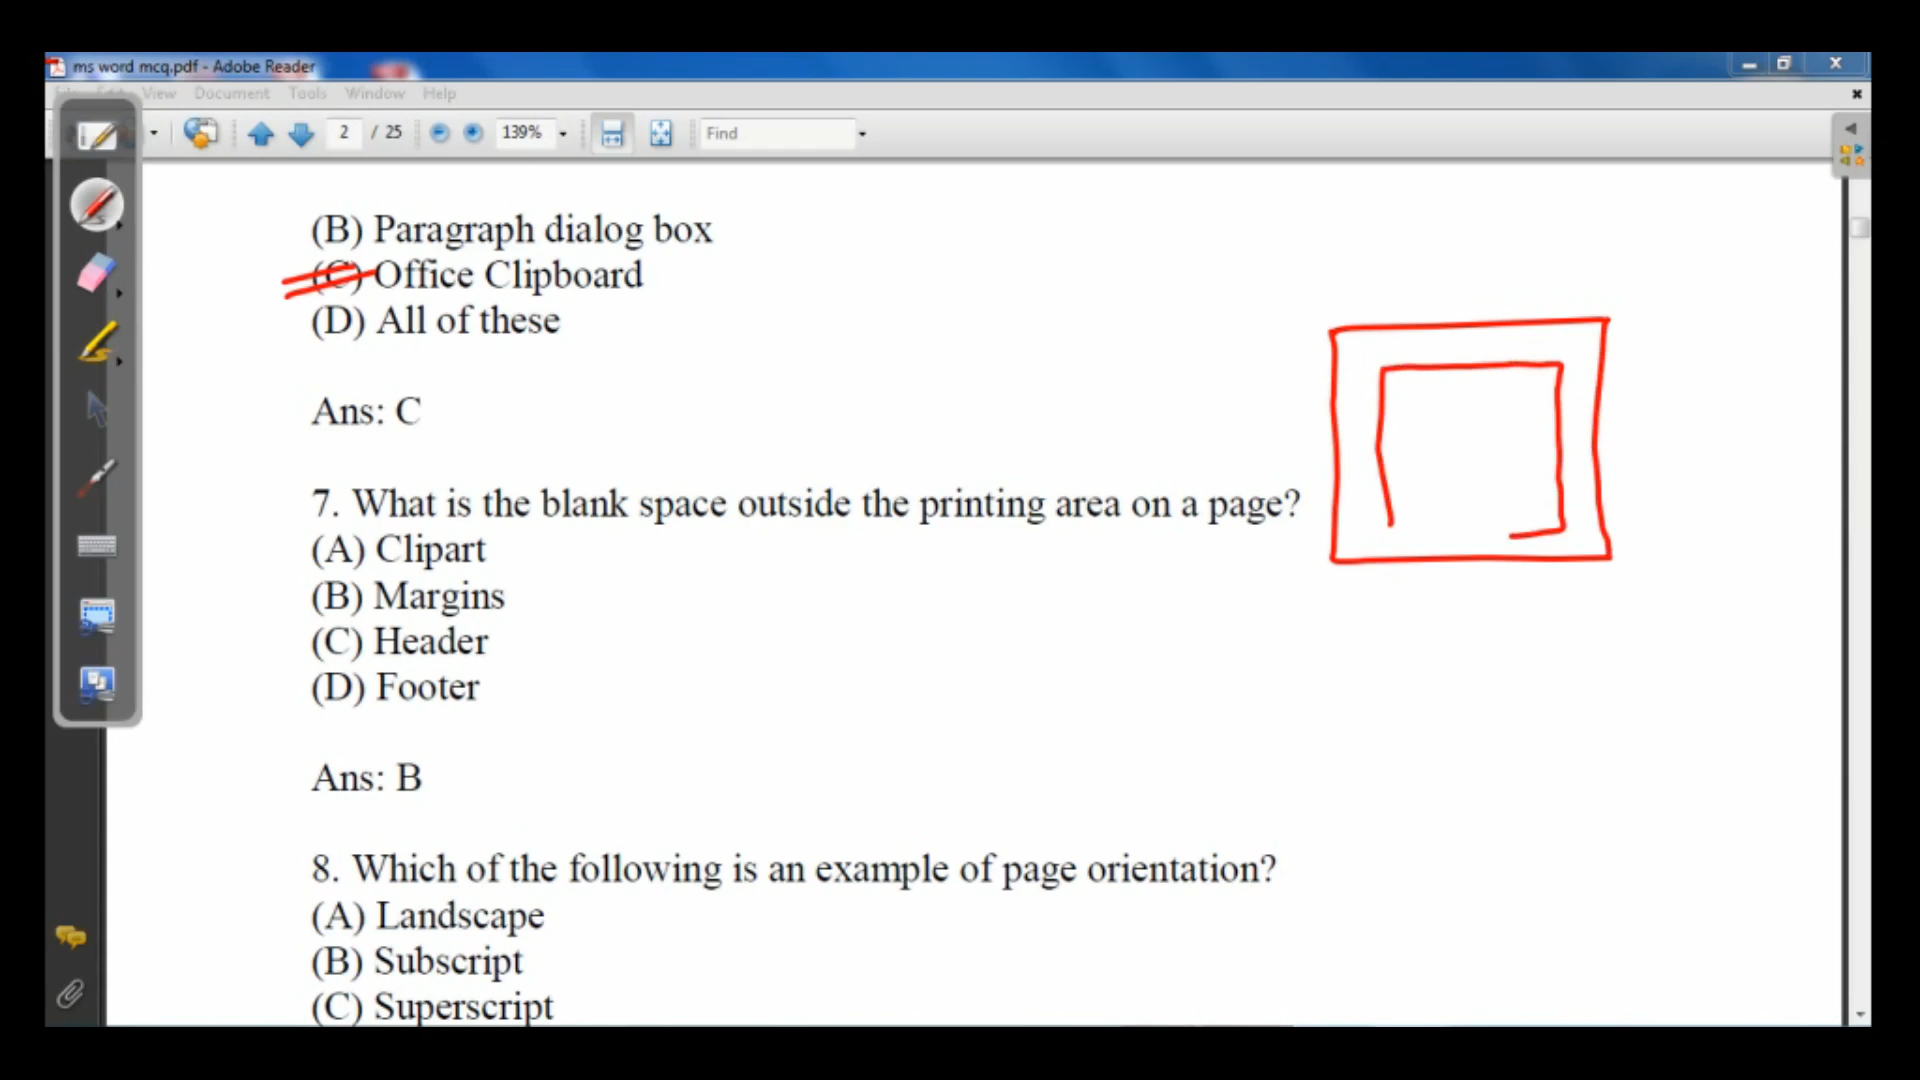 ms word mcq.pdf - Adobe Reader
View Document Tools Window Help
2 / 25 139% Find
(B) Paragraph dialog box
(C) Office Clipboard
(D) All of these
Ans: C
7. What is the blank space outside the printing area on a page?
(A) Clipart
(B) Margins
(C) Header
(D) Footer
Ans: B
8. Which of the following is an example of page orientation?
(A) Landscape
(B) Subscript
(C) Superscript